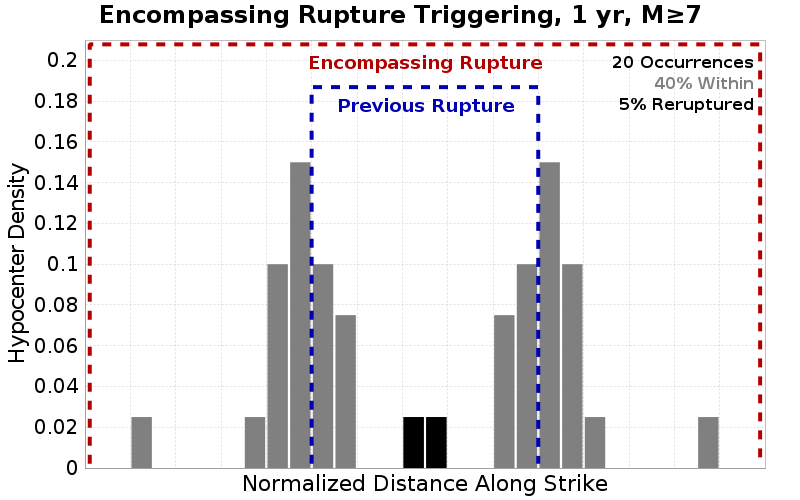 Encompassing Rupture Triggering, 1 yr, M≥7
Encompassing Rupture
Previous Rupture
20 Occurrences
40% Within
5% Reruptured
Hypocenter Density
0.2
0.18
0.16
0.14
0.12
0.1
0.08
0.06
0.04
0.02
0
Normalized Distance Along Strike